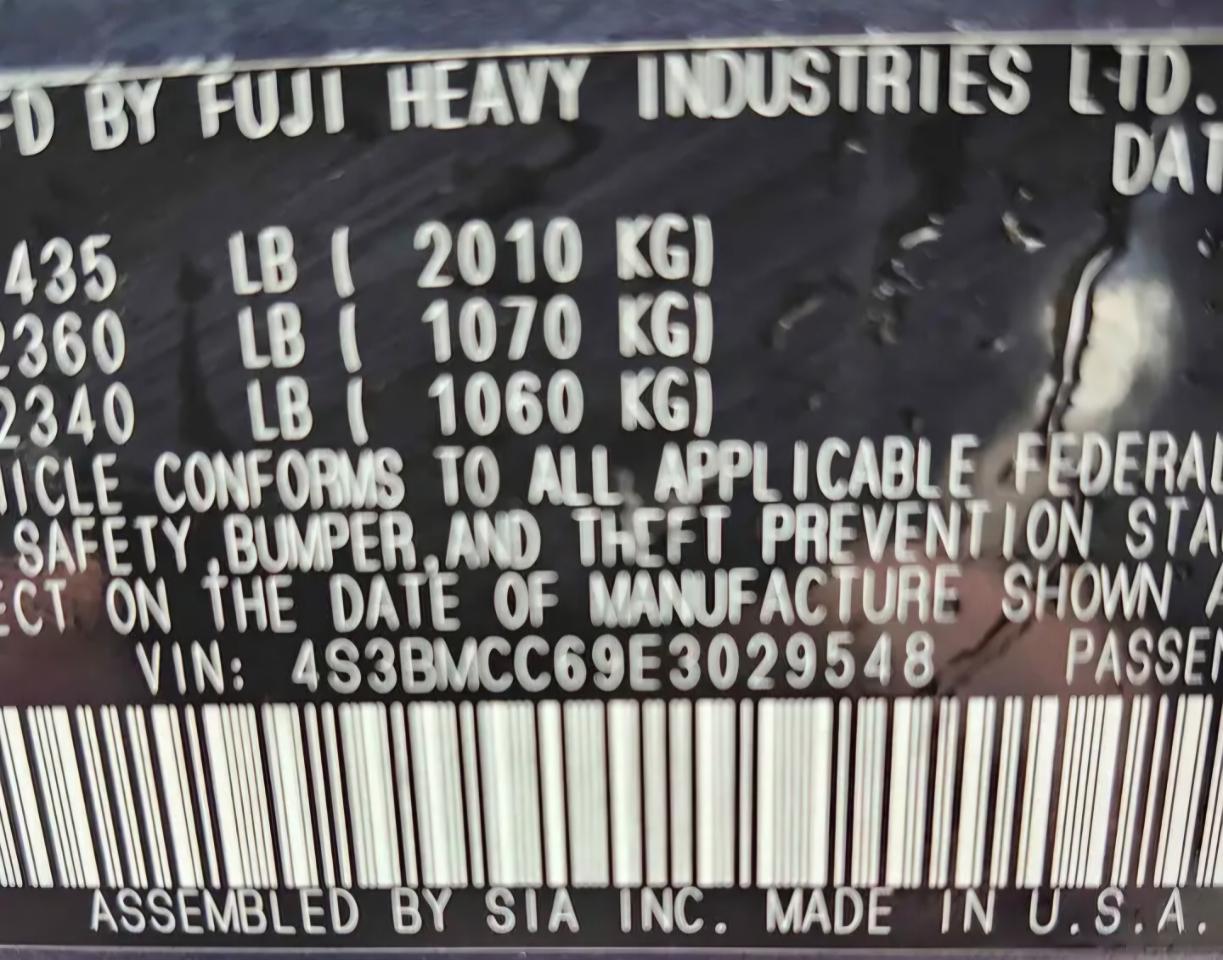 FD BY FUJI HEAVY INDUSTRIES LTD.
DAT
435 LB ( 2010 KG)
2360 LB ( 1070 KG)
2340 LB ( 1060 KG)
ICLE CONFORMS TO ALL APPLICABLE FEDERAL
SAFETY,BUMPER,AND THEFT PREVENTION STA
ECT ON THE DATE OF MANUFACTURE SHOWN A
VIN: 4S3BMCC69E3029548 PASSEN
ASSEMBLED BY SIA INC. MADE IN U.S.A.